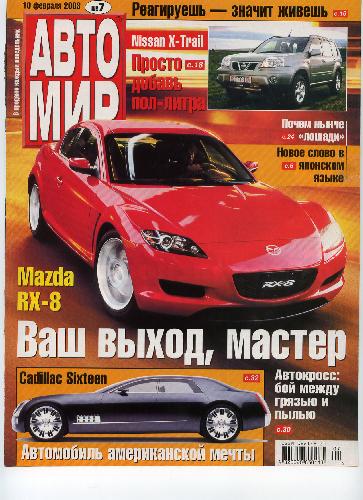 10 февраля 2003
№7
Реагируешь — значит живешь
с.16
АВТО
МИР
Nissan X-Trail
Просто
добавь
пол-литра
с.18
Почем нынче
с.24 «лошади»
Новое слово в
с.6 японском
языке
Mazda
RX-8
RX-8
Ваш выход, мастер
Cadillac Sixteen
с.32
Автокросс:
бой между
грязью и
пылью
с.30
Автомобиль американской мечты